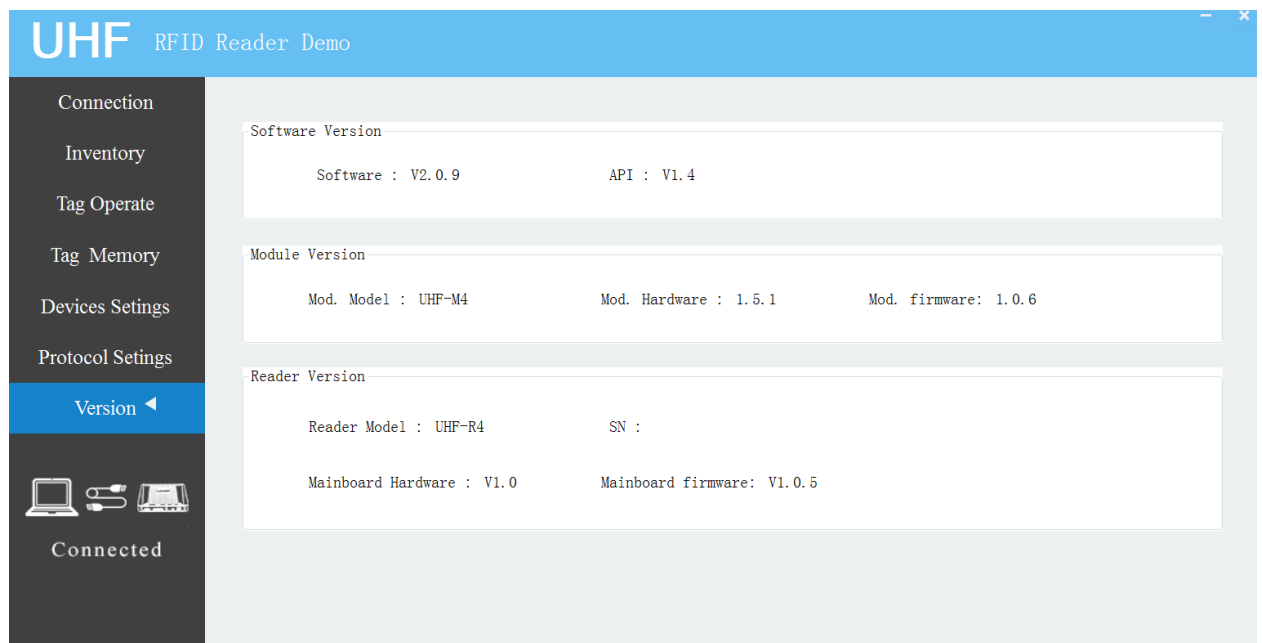 UHF RFID Reader Demo
Connection
Inventory
Tag Operate
Tag Memory
Devices Setings
Protocol Setings
Version
Connected
Software Version
Software : V2.0.9 API : V1.4
Module Version
Mod. Model : UHF-M4 Mod. Hardware : 1.5.1 Mod. firmware: 1.0.6
Reader Version
Reader Model : UHF-R4 SN :
Mainboard Hardware : V1.0 Mainboard firmware: V1.0.5